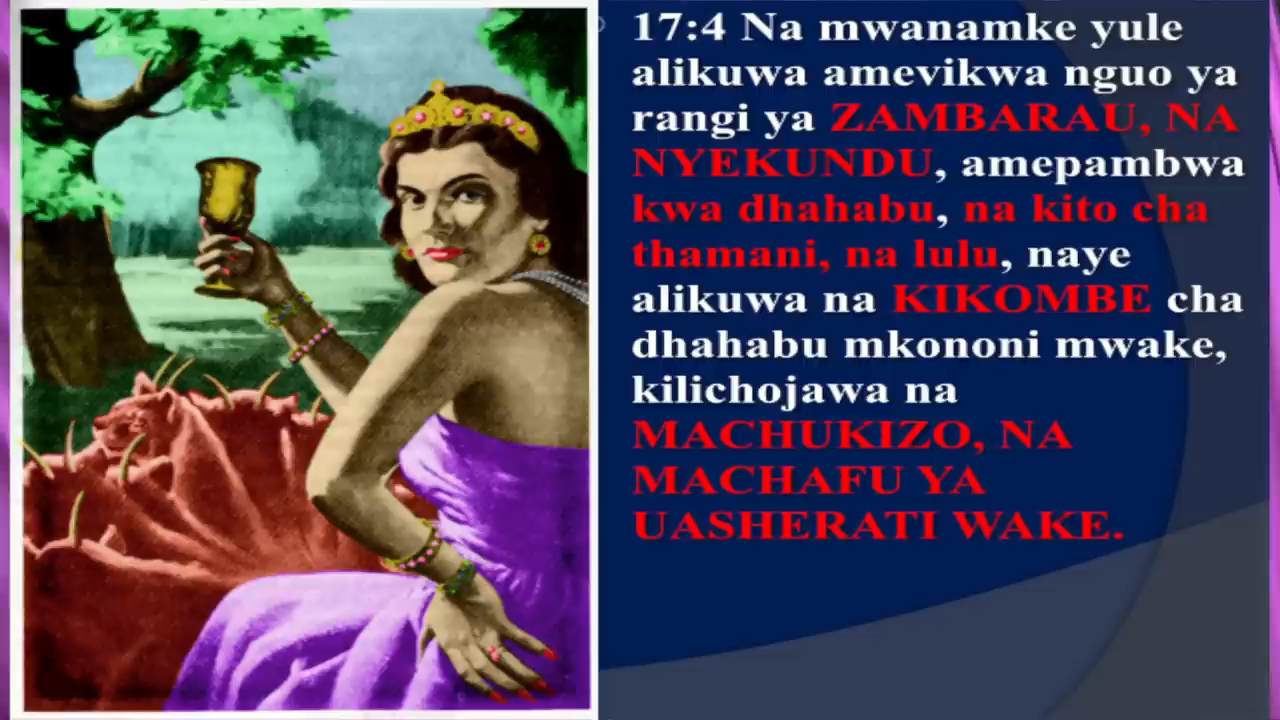 17:4 Na mwanamke yule
alikuwa amevikwa nguo ya
rangi ya ZAMBARAU, NA
NYEKUNDU, amepambwa
kwa dhahabu, na kito cha
thamani, na lulu, naye
alikuwa na KIKOMBE cha
dhahabu mkononi mwake,
kilichojawa na
MACHUKIZO, NA
MACHAFU YA
UASHERATI WAKE.